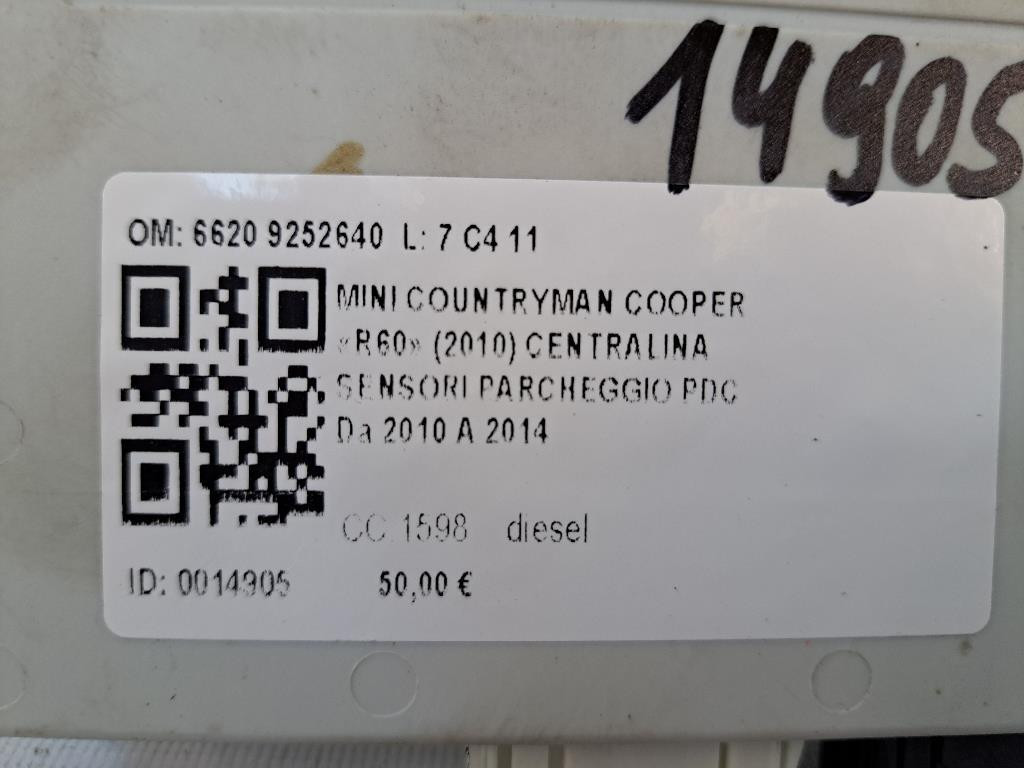 14905
OM: 6620 9252640 L: 7 C4 11
MINI COUNTRYMAN COOPER
«R60» (2010) CENTRALINA
SENSORI PARCHEGGIO PDC
Da 2010 A 2014
CC 1598 diesel
ID: 0014905 50,00 €